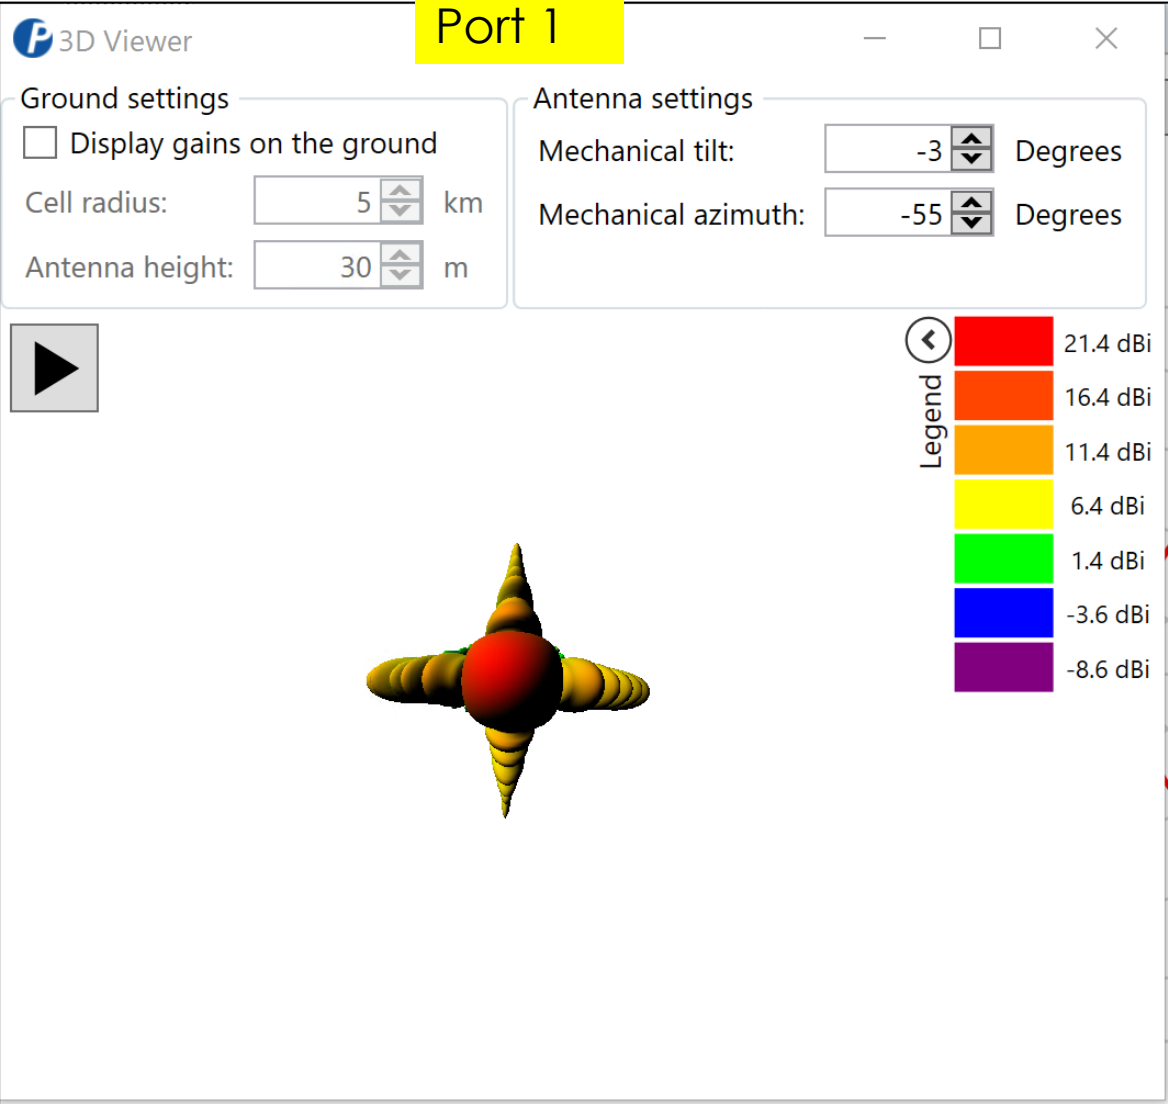 Port 1
3D Viewer
Ground settings
Display gains on the ground
Cell radius: 5 km
Antenna height: 30 m
Antenna settings
Mechanical tilt: -3 Degrees
Mechanical azimuth: -55 Degrees
Legend
21.4 dBi
16.4 dBi
11.4 dBi
6.4 dBi
1.4 dBi
-3.6 dBi
-8.6 dBi